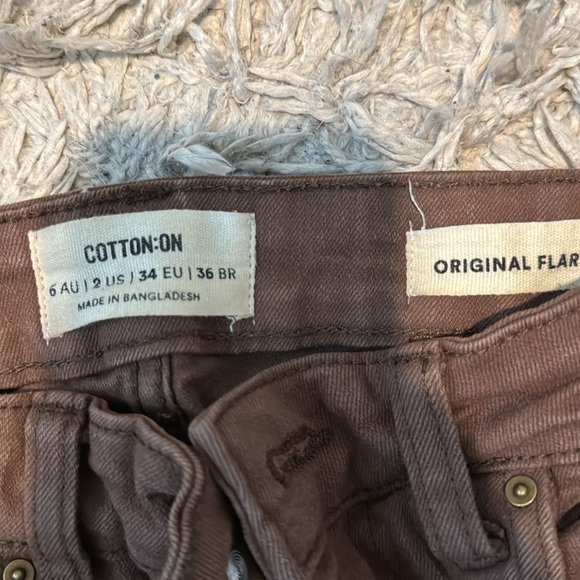 COTTON:ON
6 AU | 2 US | 34 EU | 36 BR
MADE IN BANGLADESH
ORIGINAL FLAR